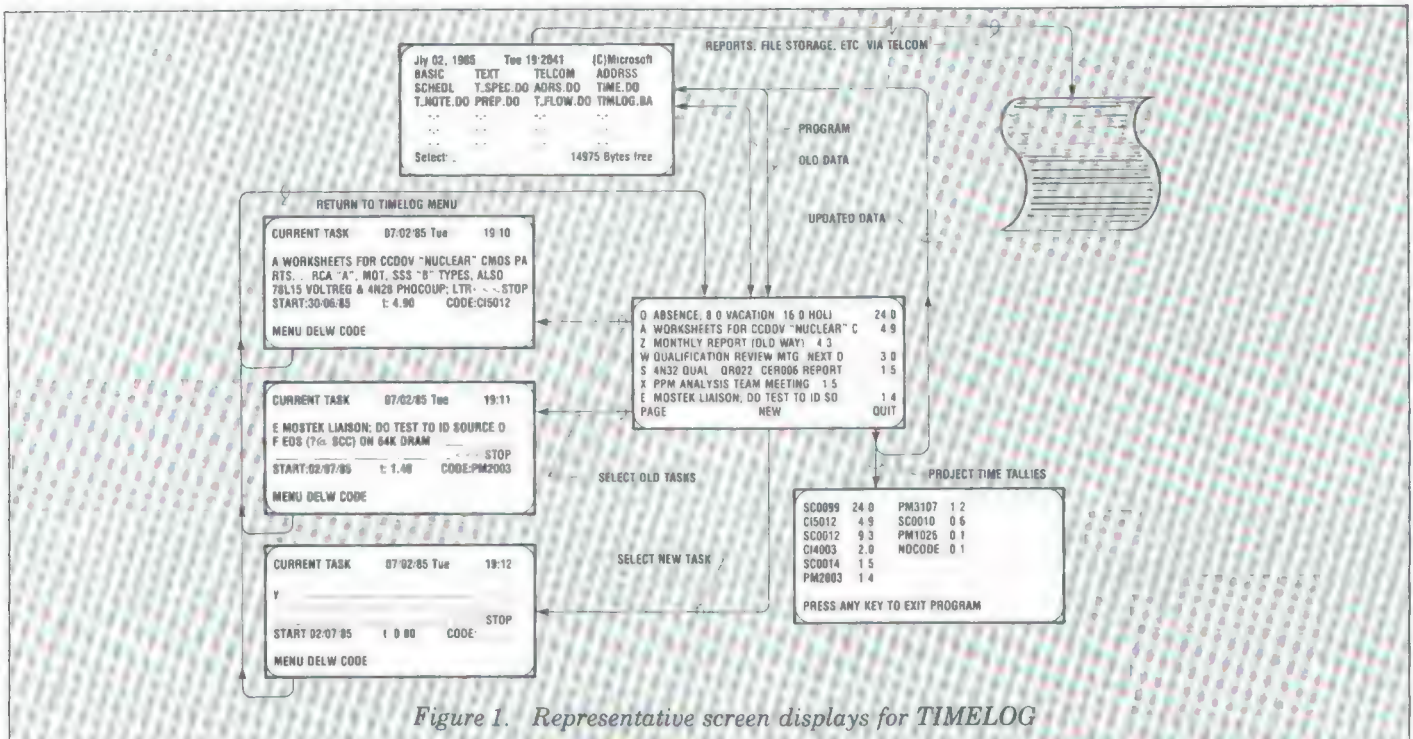 REPORTS, FILE STORAGE, ETC VIA TELCOM
Jly 02, 1985 Tue 19:2841 (C)Microsoft
BASIC TEXT TELCOM ADDRSS
SCHEDL T_SPEC.DO ADRS.DO TIME.DO
T_NOTE.DO PREP.DO T_FLOW.DO TIMLOG.BA
-.- -.- -.- -.-
-.- -.- -.- -.-
Select: _ 14975 Bytes free
PROGRAM
OLD DATA
UPDATED DATA
RETURN TO TIMELOG MENU
CURRENT TASK 07/02/85 Tue 19:10
A WORKSHEETS FOR CCDOV "NUCLEAR" CMOS PA
RTS. . RCA "A", MOT, SSS "B" TYPES, ALSO
78L15 VOLTREG & 4N28 PHOCOUP; LTR- - -STOP
START:30/06/85 t: 4.90 CODE:CI5012
MENU DELW CODE
O ABSENCE, 8 0 VACATION 16 0 HOLI 24 0
A WORKSHEETS FOR CCDOV "NUCLEAR" C 4 9
Z MONTHLY REPORT (OLD WAY) 4 3
W QUALIFICATION REVIEW MTG NEXT D 3 0
S 4N32 QUAL QR022 CER006 REPORT 1 5
X PPM ANALYSIS TEAM MEETING 1 5
E MOSTEK LIAISON; DO TEST TO ID SO 1 4
PAGE NEW QUIT
CURRENT TASK 07/02/85 Tue 19:11
E MOSTEK LIAISON; DO TEST TO ID SOURCE O
F EOS (?@ SCC) ON 64K DRAM
- - - STOP
START:02/07/85 t: 1.40 CODE:PM2003
MENU DELW CODE
SELECT OLD TASKS
PROJECT TIME TALLIES
SC0099 24 0 PM3107 1 2
CI5012 4.9 SC0010 0 6
SC0012 9.3 PM1026 0 1
CI4003 2.0 NOCODE 0 1
SC0014 1 5
PM2003 1 4
PRESS ANY KEY TO EXIT PROGRAM
SELECT NEW TASK
CURRENT TASK 07/02/85 Tue 19:12
Y
STOP
START 02/07/85 t 0 00 CODE:
MENU DELW CODE
Figure 1. Representative screen displays for TIMELOG